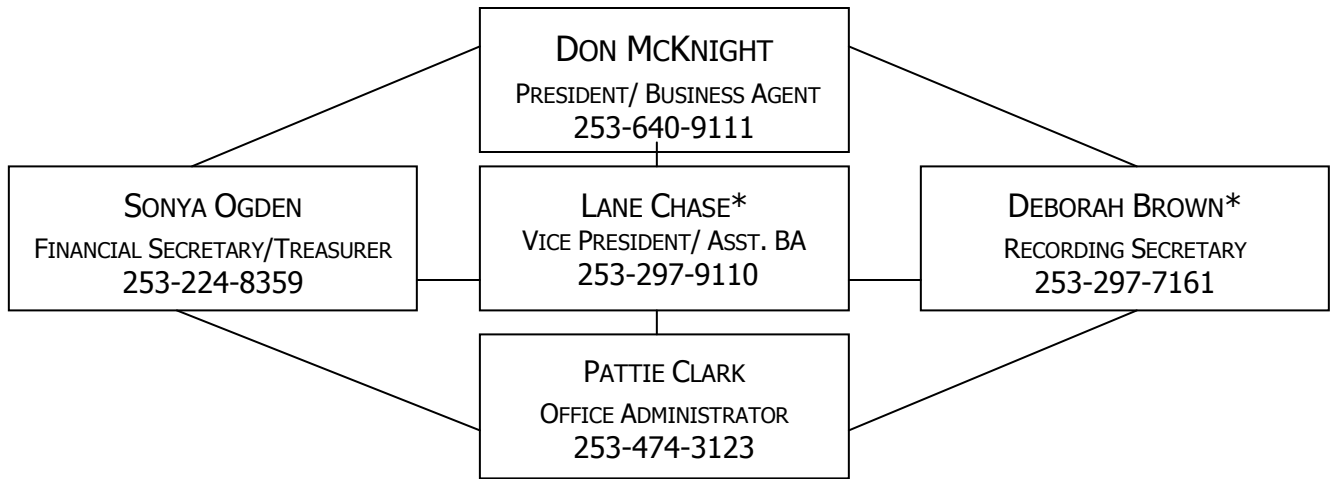 DON MCKNIGHT
PRESIDENT/ BUSINESS AGENT
253-640-9111
SONYA OGDEN
FINANCIAL SECRETARY/TREASURER
253-224-8359
LANE CHASE*
VICE PRESIDENT/ ASST. BA
253-297-9110
DEBORAH BROWN*
RECORDING SECRETARY
253-297-7161
PATTIE CLARK
OFFICE ADMINISTRATOR
253-474-3123